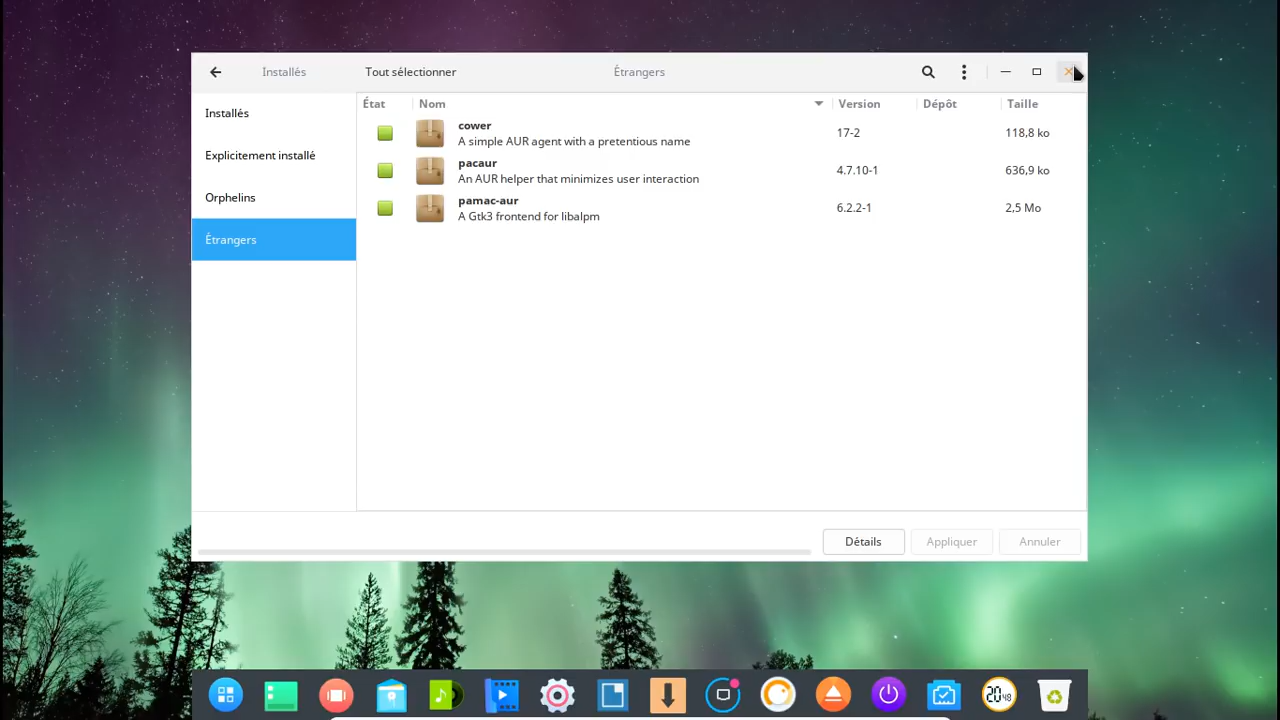 Installés Tout sélectionner Étrangers
Installés
Explicitement installé
Orphelins
Étrangers
État Nom Version Dépôt Taille
cower
A simple AUR agent with a pretentious name
17-2 118,8 ko
pacaur
An AUR helper that minimizes user interaction
4.7.10-1 636,9 ko
pamac-aur
A Gtk3 frontend for libalpm
6.2.2-1 2,5 Mo
Détails Appliquer Annuler
20 48